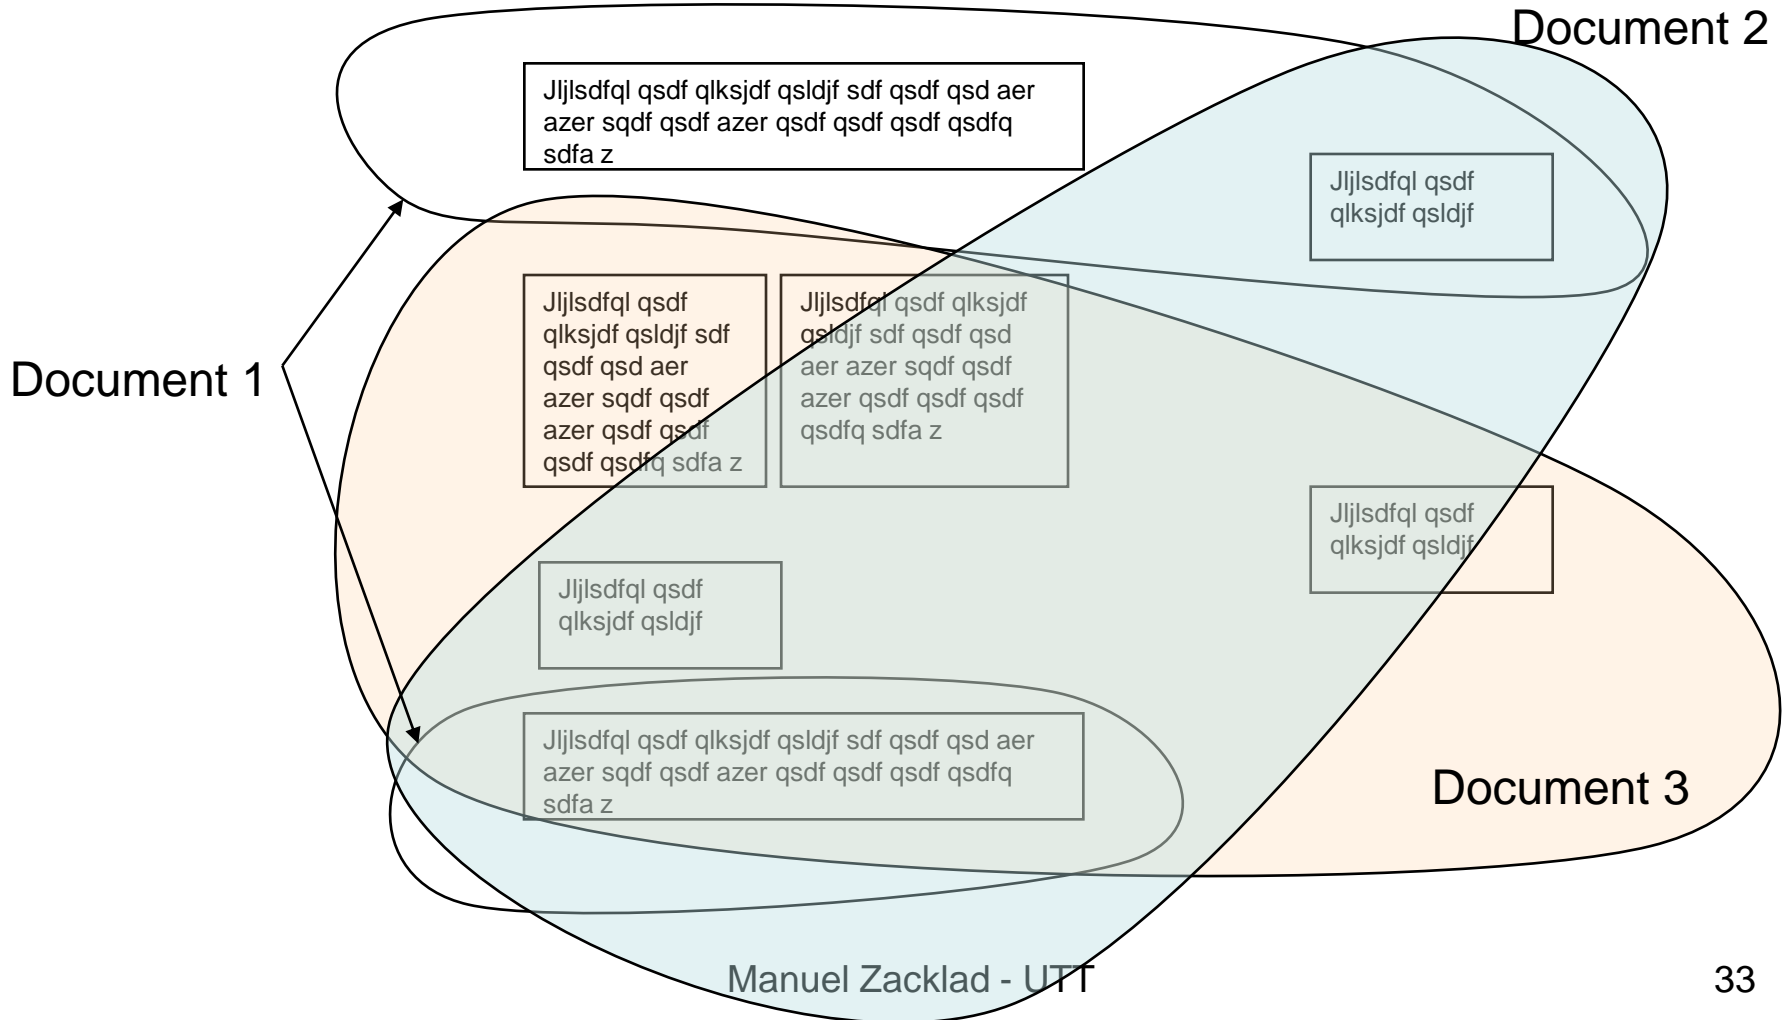 Document 2
Jljlsdfql qsdf qlksjdf qsldjf sdf qsdf qsd aer
azer sqdf qsdf azer qsdf qsdf qsdf qsdfq
sdfa z
Jljlsdfql qsdf
qlksjdf qsldjf
Document 1
Jljlsdfql qsdf
qlksjdf qsldjf sdf
qsdf qsd aer
azer sqdf qsdf
azer qsdf qsdf
qsdf qsdfq sdfa z
Jljlsdfql qsdf qlksjdf
qsldjf sdf qsdf qsd
aer azer sqdf qsdf
azer qsdf qsdf qsdf
qsdfq sdfa z
Jljlsdfql qsdf
qlksjdf qsldjf
Jljlsdfql qsdf
qlksjdf qsldjf
Jljlsdfql qsdf qlksjdf qsldjf sdf qsdf qsd aer
azer sqdf qsdf azer qsdf qsdf qsdf qsdfq
sdfa z
Document 3
Manuel Zacklad - UTT
33